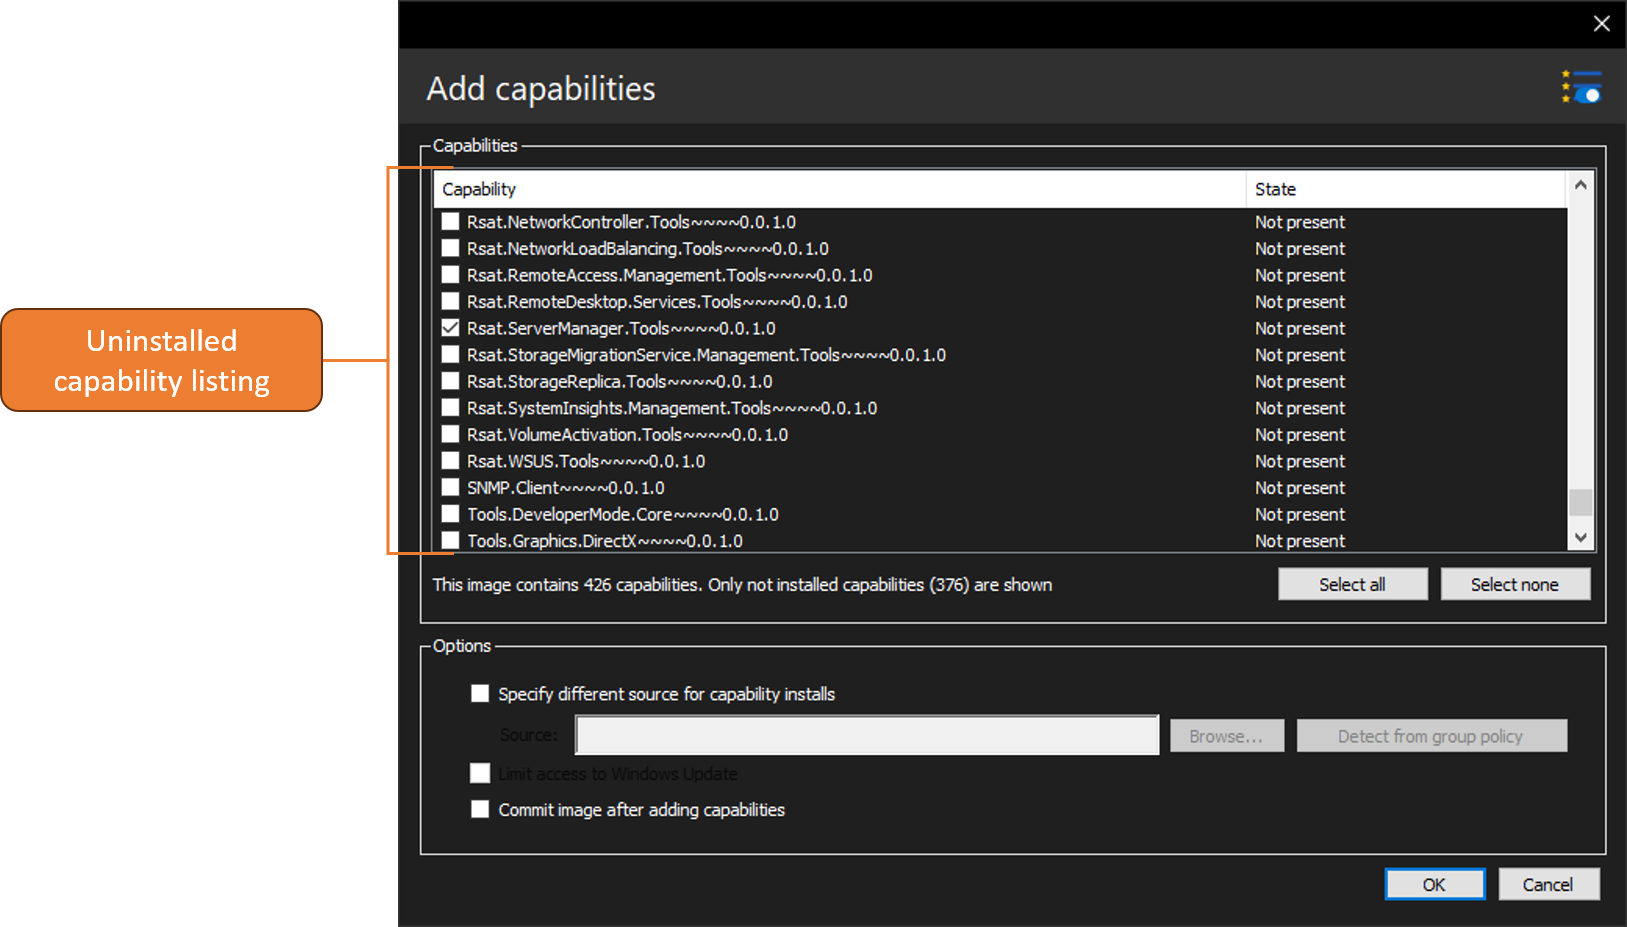 Add capabilities
Capabilities
Capability State
Rsat.NetworkController.Tools~~~~0.0.1.0 Not present
Rsat.NetworkLoadBalancing.Tools~~~~0.0.1.0 Not present
Rsat.RemoteAccess.Management.Tools~~~~0.0.1.0 Not present
Rsat.RemoteDesktop.Services.Tools~~~~0.0.1.0 Not present
Rsat.ServerManager.Tools~~~~0.0.1.0 Not present
Rsat.StorageMigrationService.Management.Tools~~~~0.0.1.0 Not present
Rsat.StorageReplica.Tools~~~~0.0.1.0 Not present
Rsat.SystemInsights.Management.Tools~~~~0.0.1.0 Not present
Rsat.VolumeActivation.Tools~~~~0.0.1.0 Not present
Rsat.WSUS.Tools~~~~0.0.1.0 Not present
SNMP.Client~~~~0.0.1.0 Not present
Tools.DeveloperMode.Core~~~~0.0.1.0 Not present
Tools.Graphics.DirectX~~~~0.0.1.0 Not present
Uninstalled
capability listing
This image contains 426 capabilities. Only not installed capabilities (376) are shown Select all Select none
Options
Specify different source for capability installs
Source: Browse... Detect from group policy
Limit access to Windows Update
Commit image after adding capabilities
OK Cancel